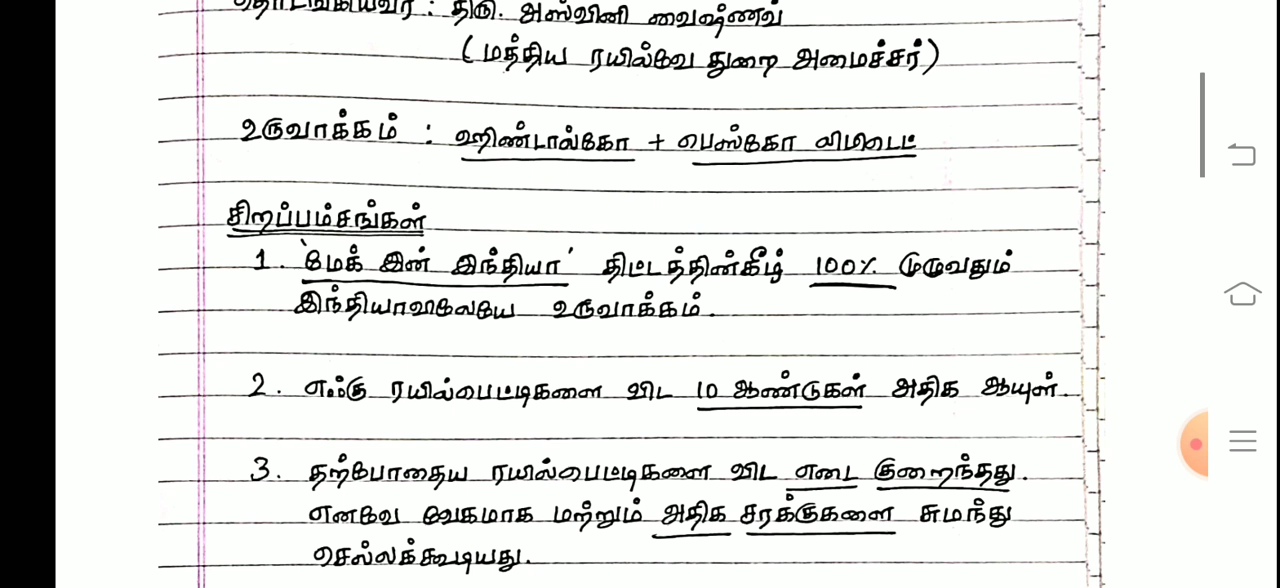 தொடங்கியவர் : திரு. அஸ்வினி வைஷ்ணவ்
(மத்திய ரயில்வே துறை அமைச்சர்)
உருவாக்கம் : ஹிண்டால்கோ + பெஸ்கோ லிமிடெட்
சிறப்பம்சங்கள்
1. 'மேக் இன் இந்தியா' திட்டத்தின்கீழ் 100% முழுவதும்
இந்தியாவிலேயே உருவாக்கம்.
2. எஃகு ரயில்பெட்டிகளை விட 10 ஆண்டுகள் அதிக ஆயுள்.
3. தற்போதைய ரயில்பெட்டிகளை விட எடை குறைந்தது.
எனவே வேகமாக மற்றும் அதிக சரக்குகளை சுமந்து
செல்லக்கூடியது.